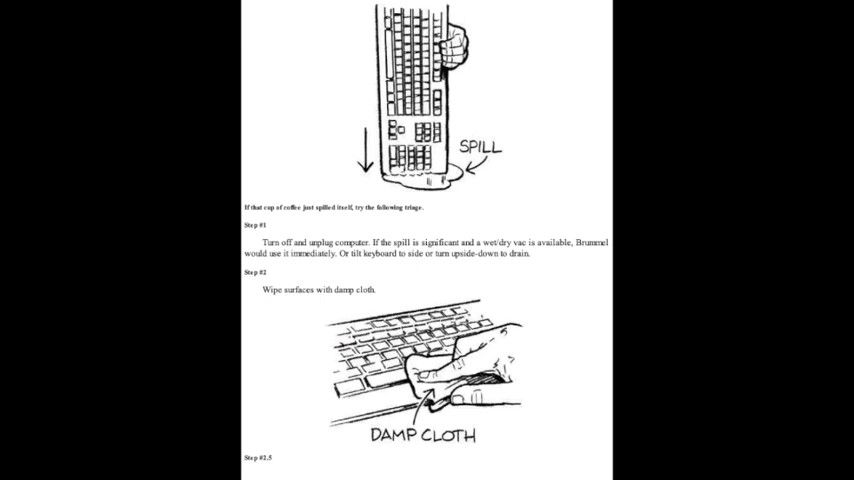 SPILL
If that cup of coffee just spilled itself, try the following triage.
Step #1
Turn off and unplug computer. If the spill is significant and a wet/dry vac is available, Brummel
would use it immediately. Or tilt keyboard to side or turn upside-down to drain.
Step #2
Wipe surfaces with damp cloth.
DAMP CLOTH
Step #2.5